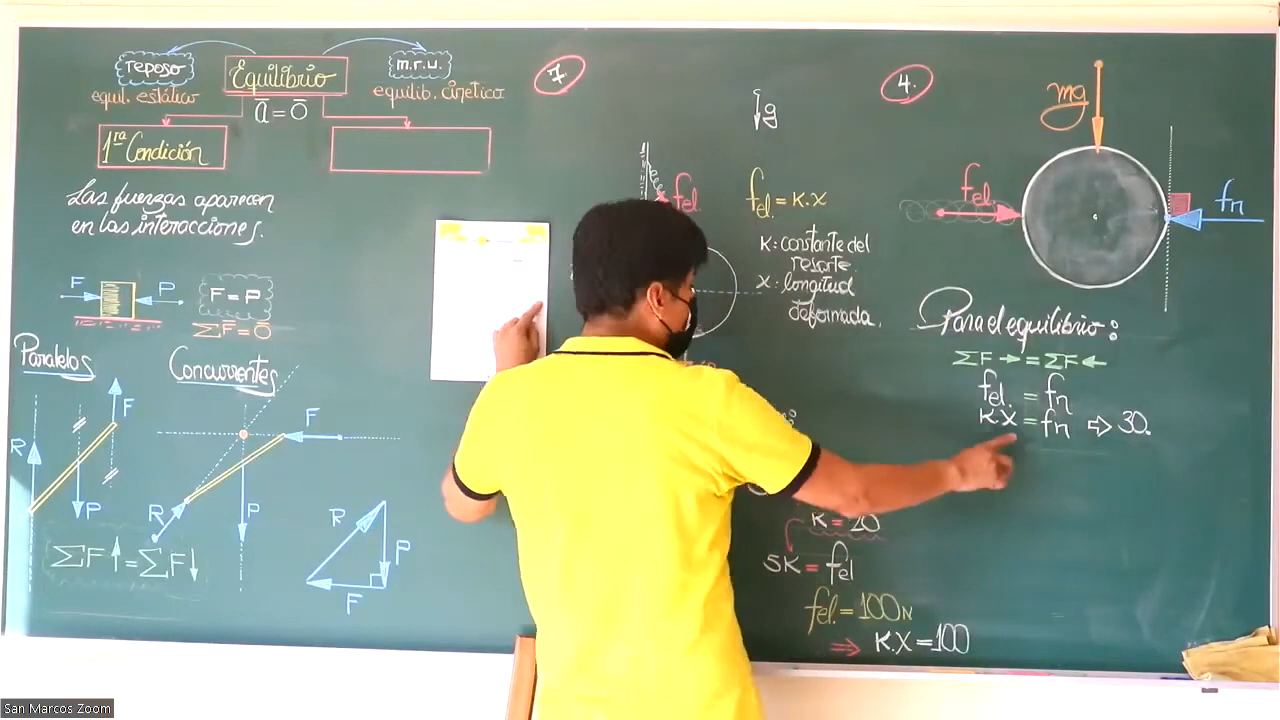 reposo
Equilibrio
m.r.u.
equil. estático
equilib. cinético
a̅ = 0̅
1ra Condición
Las fuerzas aparecen
en las interacciones.
F
P
F = P
ΣF̅ = 0̅
Paralelos
R
P
F
ΣF↑ = ΣF↓
Concurrentes
F
R
P
R
P
F
7.
g
fel.
fel. = K.X
K: constante del
resorte.
X: longitud
deformada.
K = 20
5K = fel
fel. = 100N
⇒ K.X = 100
4.
mg
fel.
fn
Para el equilibrio:
ΣF→ = ΣF←
fel. = fn
K.X = fn ⇨ 30.
San Marcos Zoom